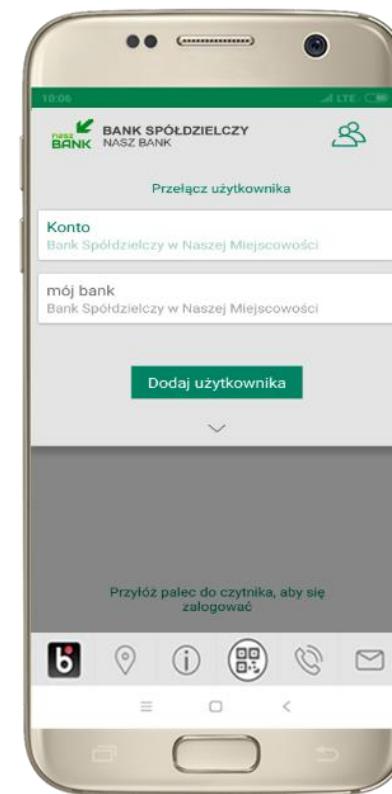 10:06
LTE
nasz
BANK
BANK SPÓŁDZIELCZY
NASZ BANK
Przełącz użytkownika
Konto
Bank Spółdzielczy w Naszej Miejscowości
mój bank
Bank Spółdzielczy w Naszej Miejscowości
Dodaj użytkownika
Przyłóż palec do czytnika, aby się
zalogować
b